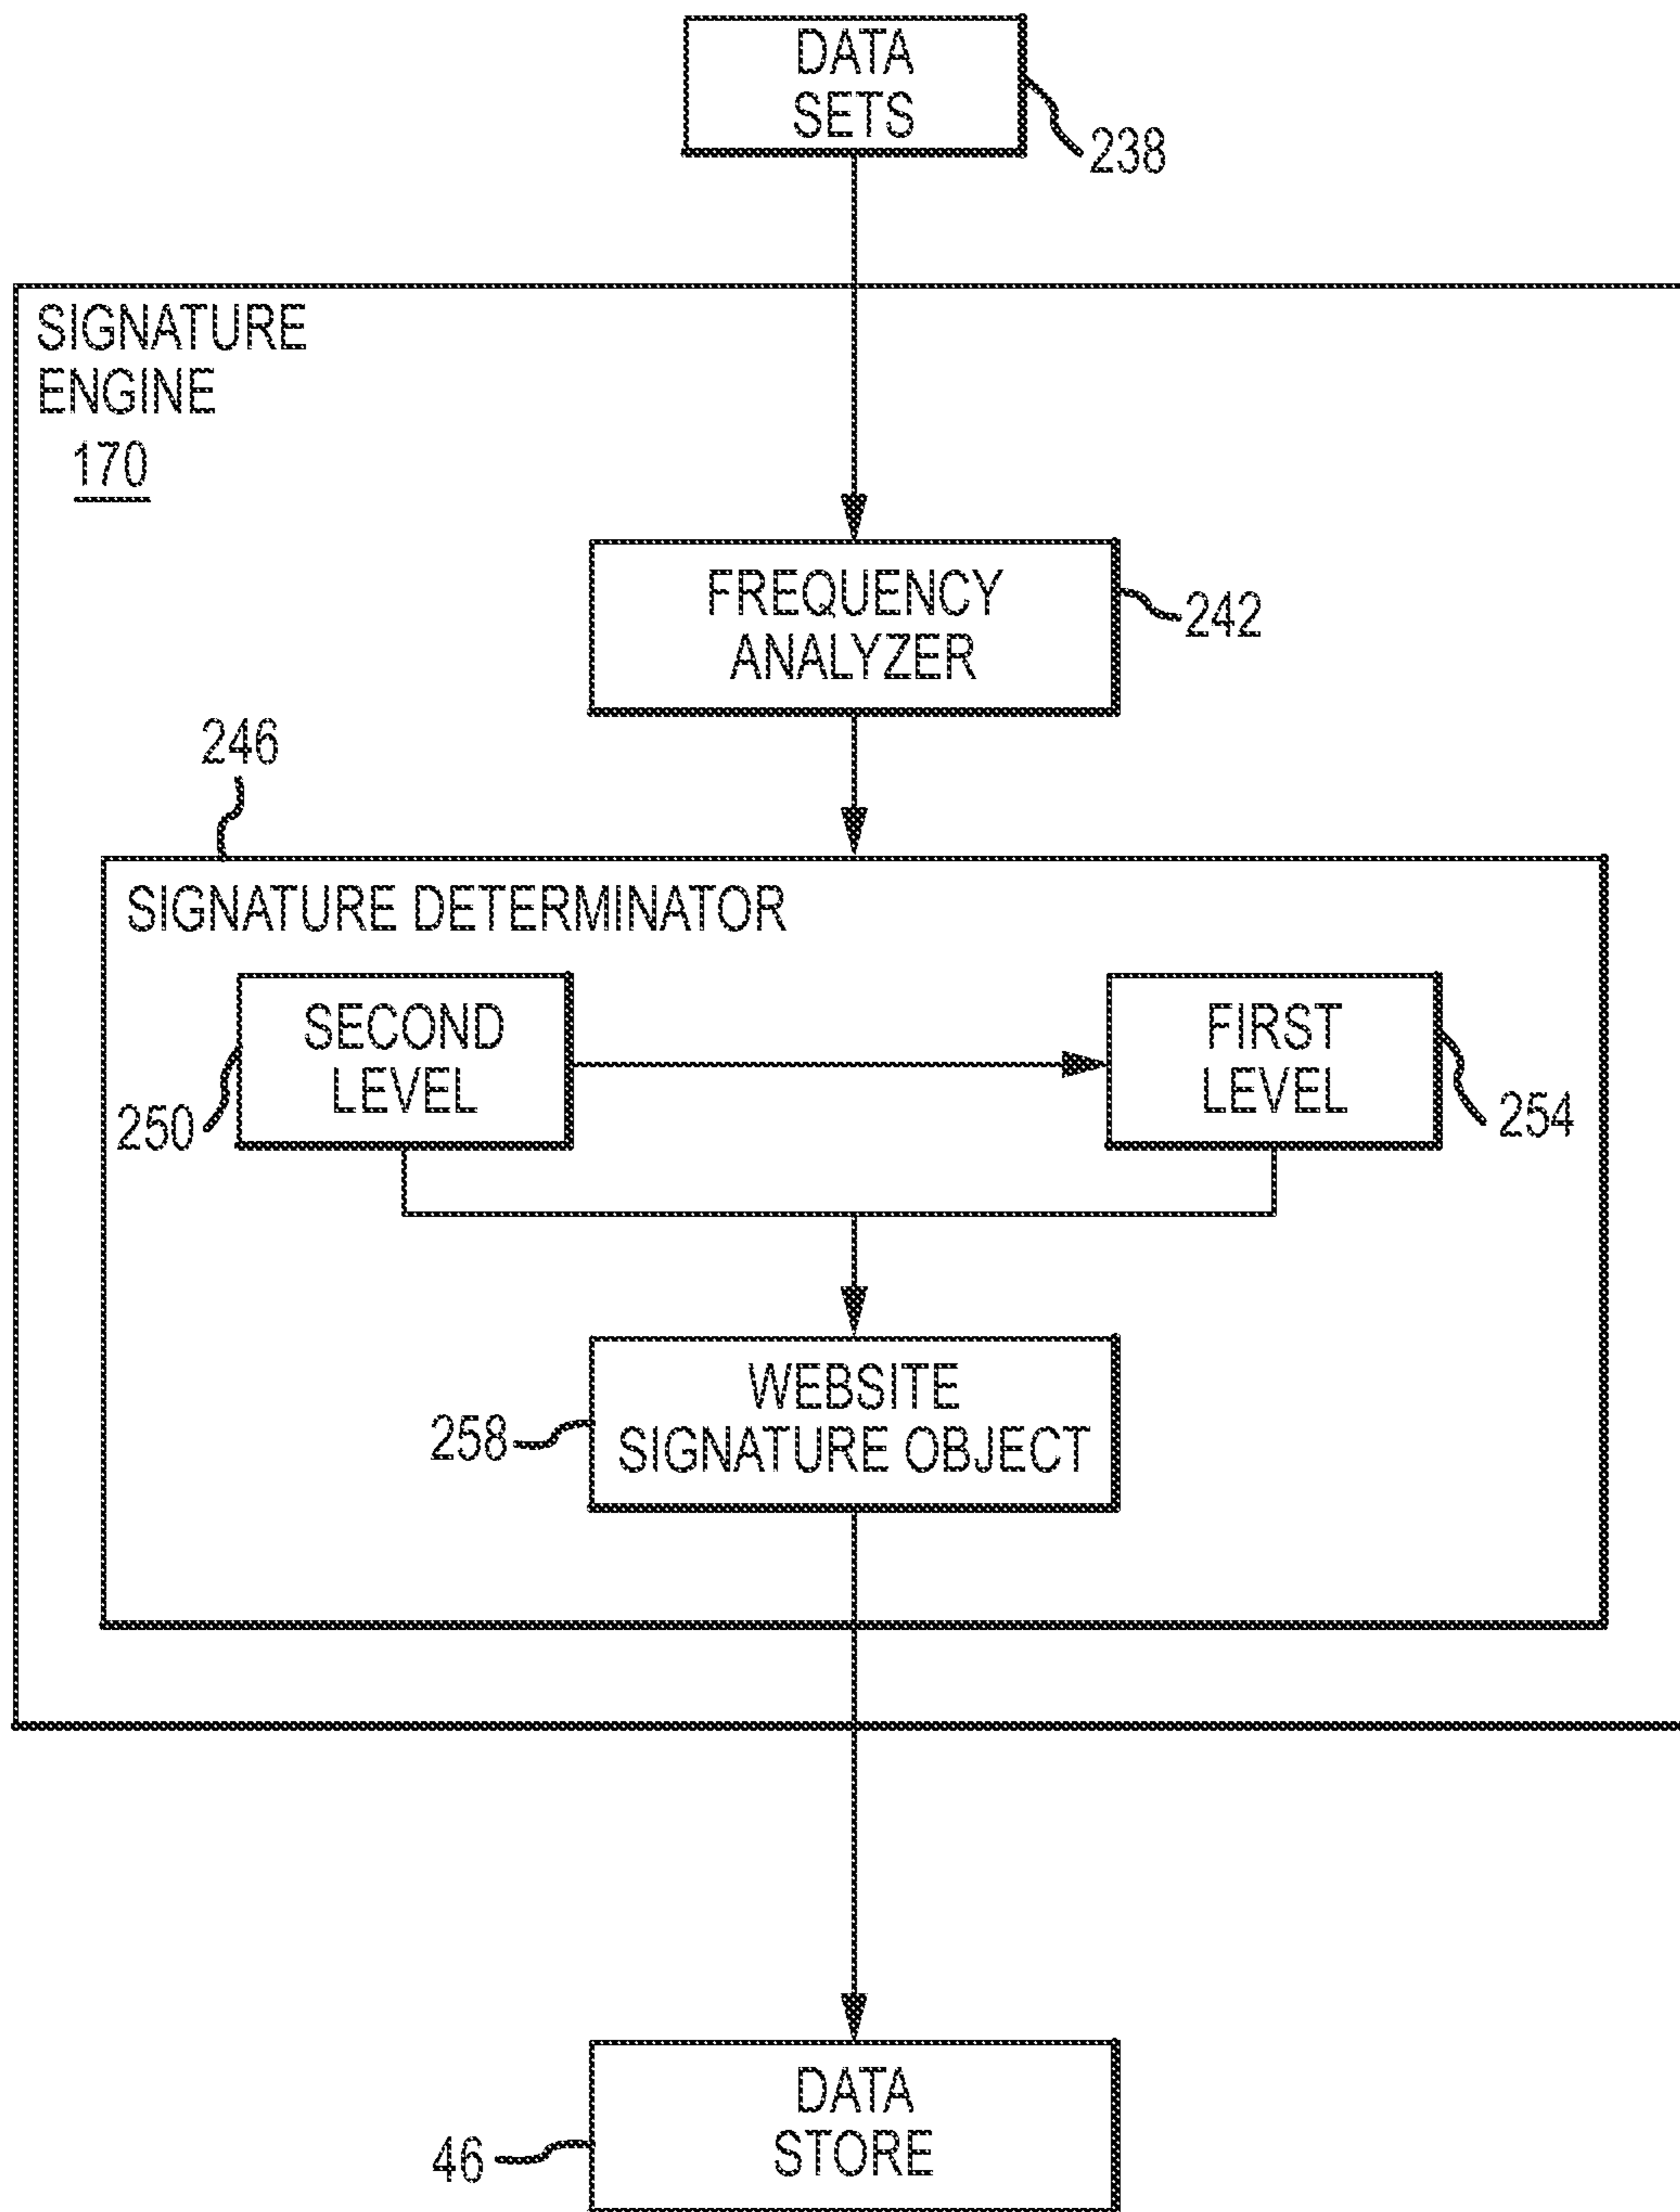 DATA
SETS
238
SIGNATURE
ENGINE
170
FREQUENCY
ANALYZER
242
246
SIGNATURE DETERMINATOR
SECOND
LEVEL
250
FIRST
LEVEL
254
WEBSITE
SIGNATURE OBJECT
258
DATA
STORE
46